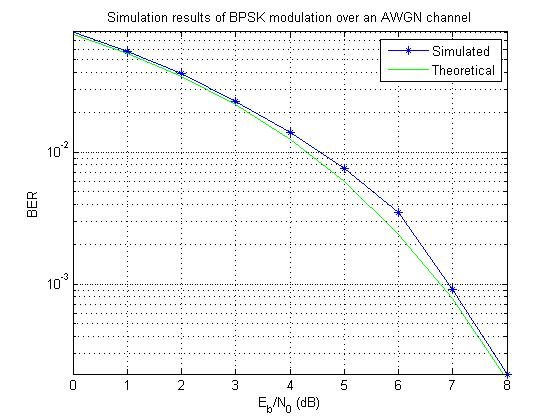 Simulation results of BPSK modulation over an AWGN channel
Simulated
Theoretical
10^-2
BER
10^-3
0 1 2 3 4 5 6 7 8
E_b/N_0 (dB)